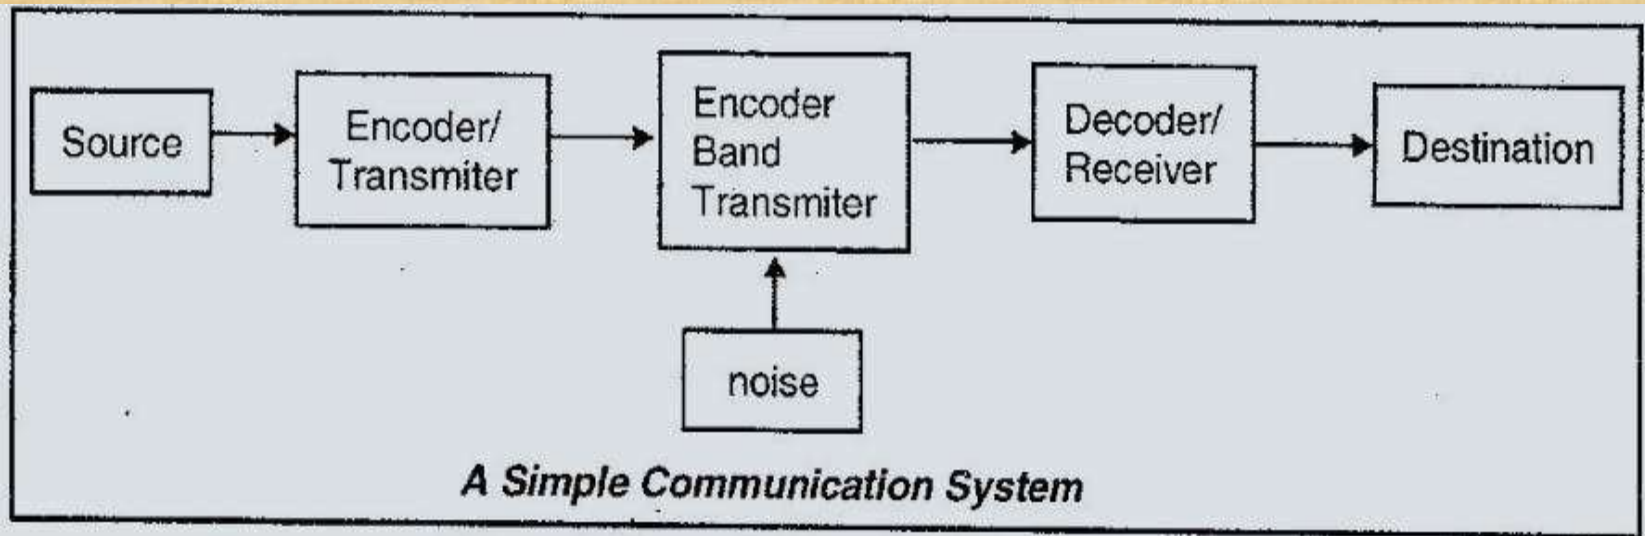 Source
Encoder/
Transmiter
Encoder
Band
Transmiter
Decoder/
Receiver
Destination
noise
A Simple Communication System